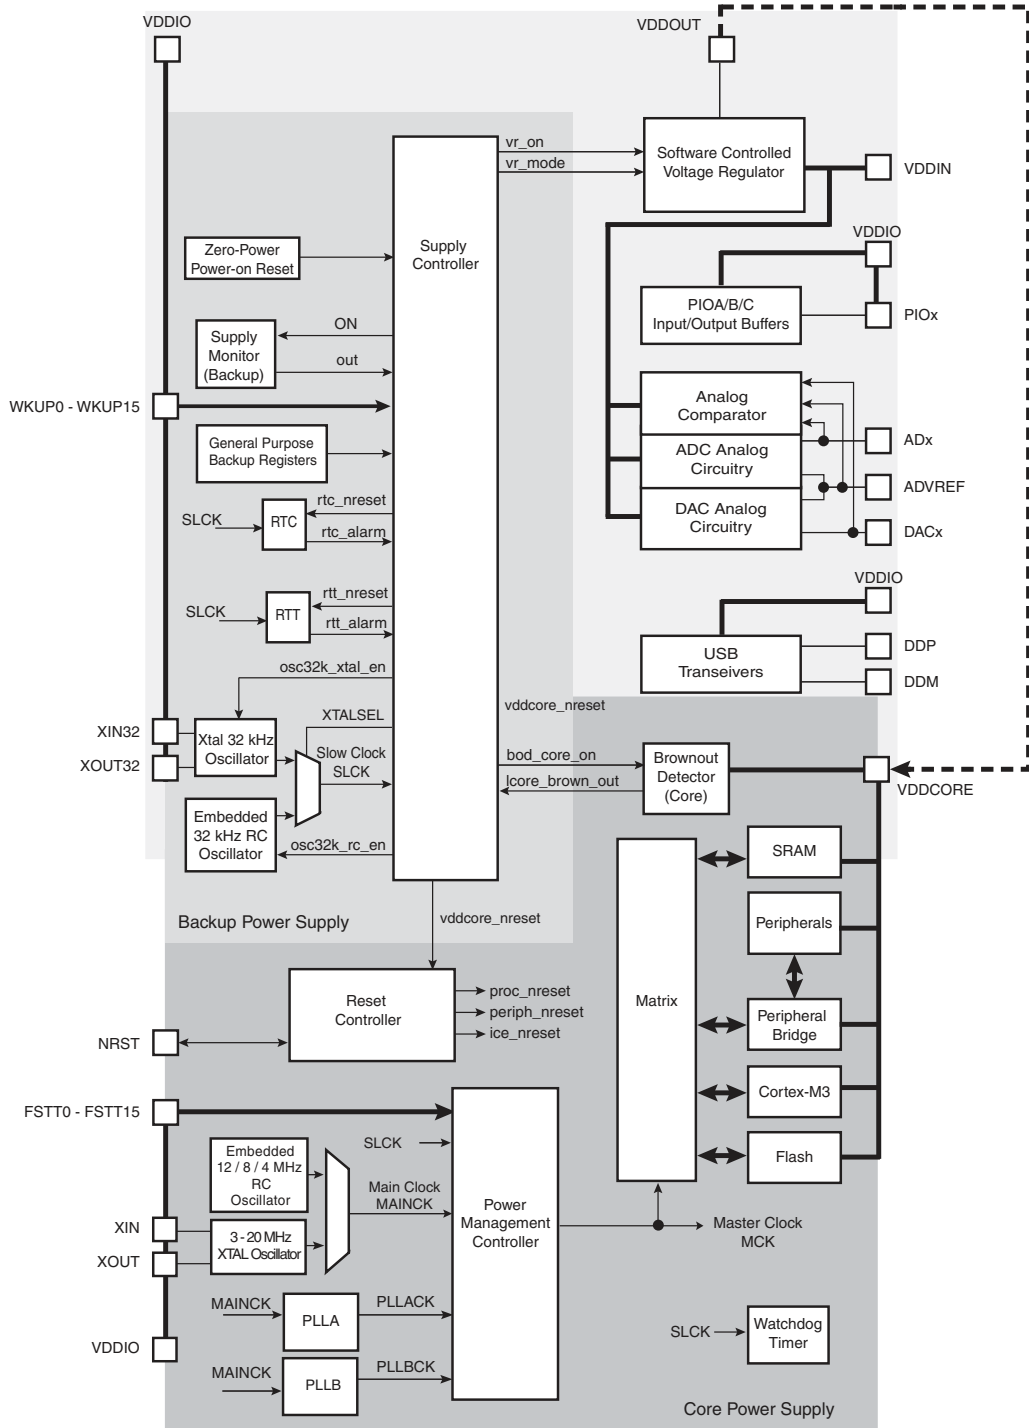 VDDIO
VDDOUT
vr_on
vr_mode
Software Controlled
Voltage Regulator
VDDIN
Supply
Controller
Zero-Power
Power-on Reset
VDDIO
PIOA/B/C
Input/Output Buffers
PIOx
ON
Supply
Monitor
(Backup)
out
WKUP0 - WKUP15
Analog
Comparator
ADx
General Purpose
Backup Registers
ADC Analog
Circuitry
ADVREF
rtc_nreset
SLCK
RTC
rtc_alarm
DAC Analog
Circuitry
DACx
VDDIO
rtt_nreset
SLCK
RTT
rtt_alarm
USB
Transeivers
DDP
DDM
osc32k_xtal_en
vddcore_nreset
XTALSEL
XIN32
Xtal 32 kHz
Oscillator
XOUT32
Slow Clock
SLCK
bod_core_on
lcore_brown_out
Brownout
Detector
(Core)
VDDCORE
Embedded
32 kHz RC
Oscillator
osc32k_rc_en
SRAM
Backup Power Supply
vddcore_nreset
Peripherals
Reset
Controller
proc_nreset
periph_nreset
ice_nreset
Matrix
Peripheral
Bridge
NRST
Cortex-M3
FSTT0 - FSTT15
SLCK
Flash
Embedded
12 / 8 / 4 MHz
RC
Oscillator
Main Clock
MAINCK
Power
Management
Controller
Master Clock
MCK
XIN
3 - 20 MHz
XTAL Oscillator
XOUT
MAINCK
PLLA
PLLACK
VDDIO
SLCK
Watchdog
Timer
MAINCK
PLLB
PLLBCK
Core Power Supply